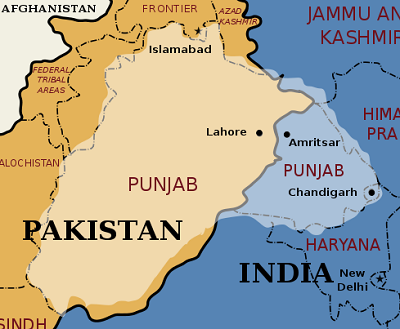 AFGHANISTAN
FRONTIER
AZAD
KASHMIR
JAMMU AN
KASHMIR
Islamabad
FEDERAL
TRIBAL
AREAS
HIMA
PRA
Lahore
Amritsar
ALOCHISTAN
PUNJAB
PUNJAB
Chandigarh
PAKISTAN
HARYANA
INDIA
New
Delhi
SINDH